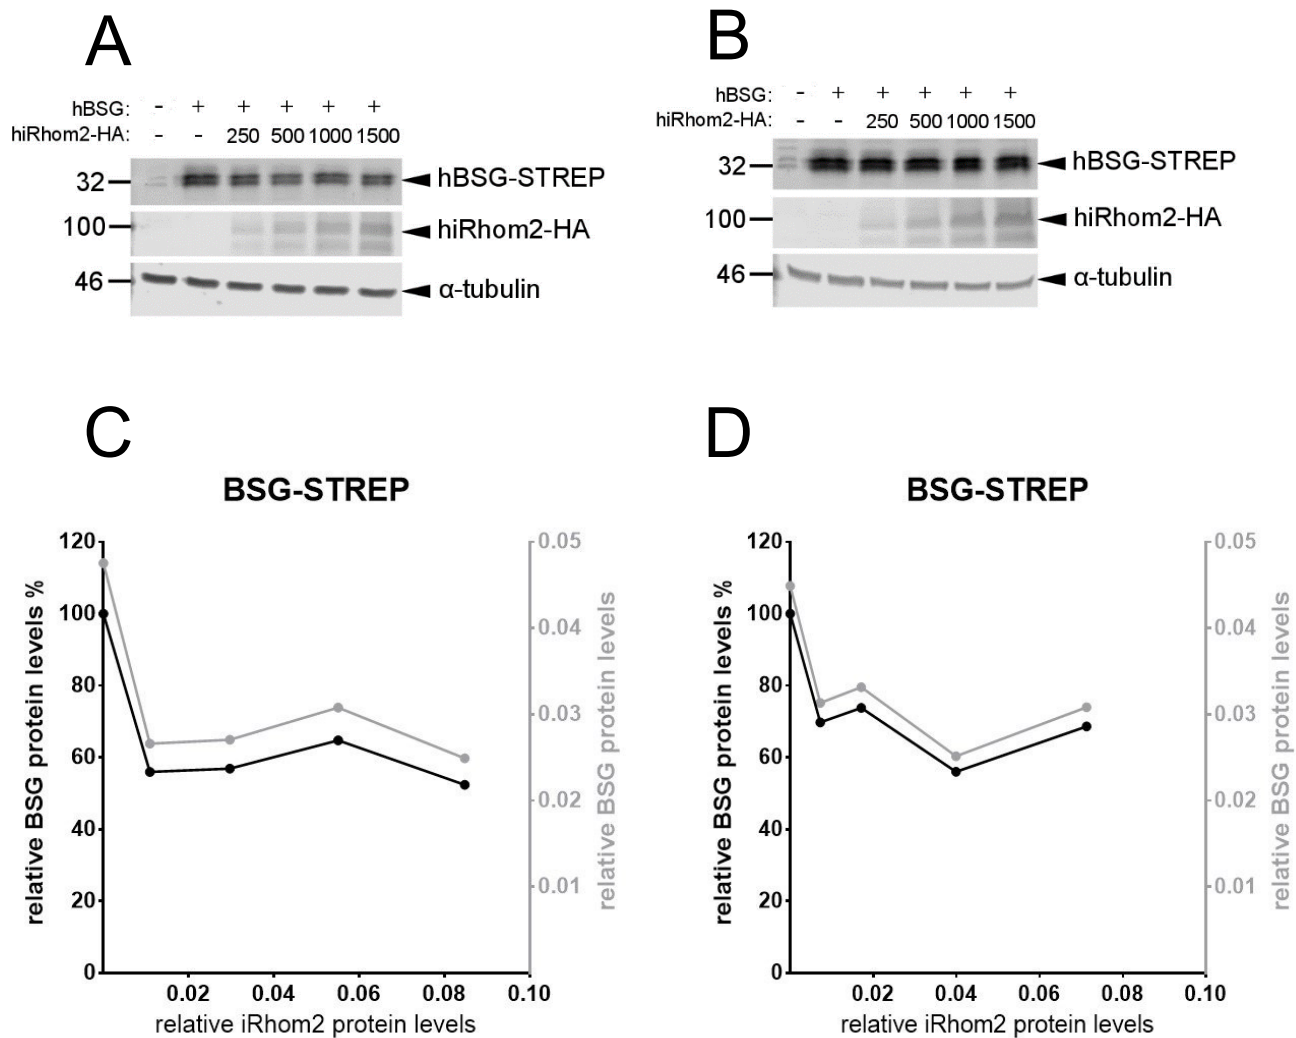 A
hBSG: - + + + + +
hiRhom2-HA: - - 250 500 1000 1500
32 hBSG-STREP
100 hiRhom2-HA
46 α-tubulin
B
hBSG: - + + + + +
hiRhom2-HA: - - 250 500 1000 1500
32 hBSG-STREP
100 hiRhom2-HA
46 α-tubulin
C
BSG-STREP
relative BSG protein levels %
120
100
80
60
40
20
0
0.05
0.04
0.03
0.02
0.01
relative BSG protein levels
0.02 0.04 0.06 0.08 0.10
relative iRhom2 protein levels
D
BSG-STREP
relative BSG protein levels %
120
100
80
60
40
20
0
0.05
0.04
0.03
0.02
0.01
relative BSG protein levels
0.02 0.04 0.06 0.08 0.10
relative iRhom2 protein levels